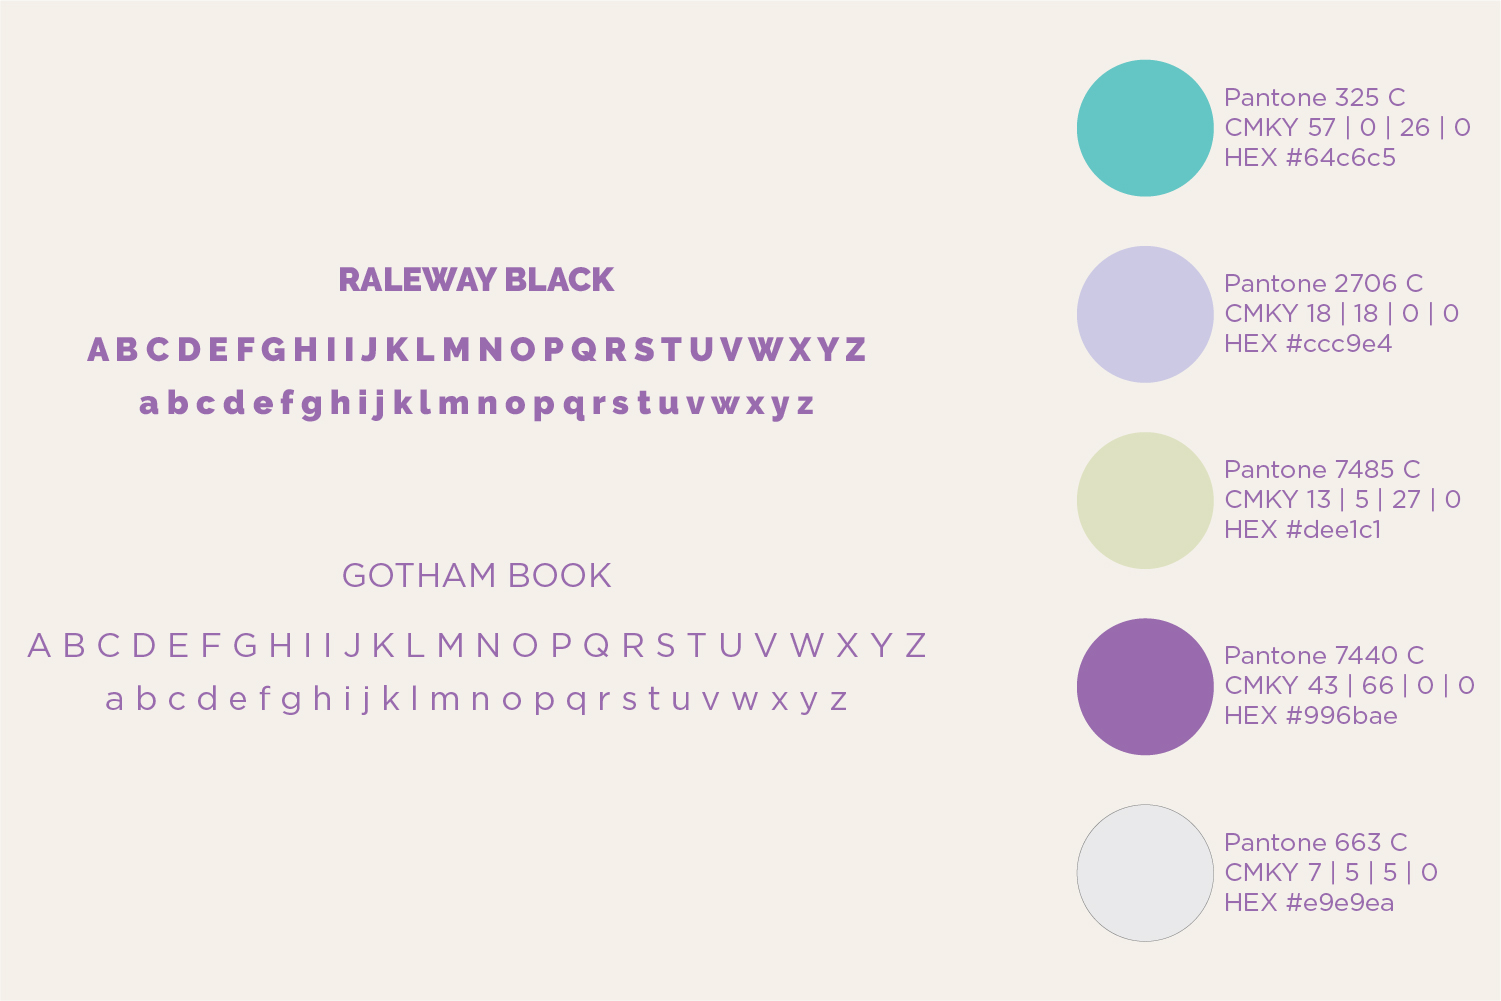 RALEWAY BLACK
A B C D E F G H I I J K L M N O P Q R S T U V W X Y Z
a b c d e f g h i j k l m n o p q r s t u v w x y z
GOTHAM BOOK
A B C D E F G H I I J K L M N O P Q R S T U V W X Y Z
a b c d e f g h i j k l m n o p q r s t u v w x y z
Pantone 325 C
CMKY 57 | 0 | 26 | 0
HEX #64c6c5
Pantone 2706 C
CMKY 18 | 18 | 0 | 0
HEX #ccc9e4
Pantone 7485 C
CMKY 13 | 5 | 27 | 0
HEX #dee1c1
Pantone 7440 C
CMKY 43 | 66 | 0 | 0
HEX #996bae
Pantone 663 C
CMKY 7 | 5 | 5 | 0
HEX #e9e9ea